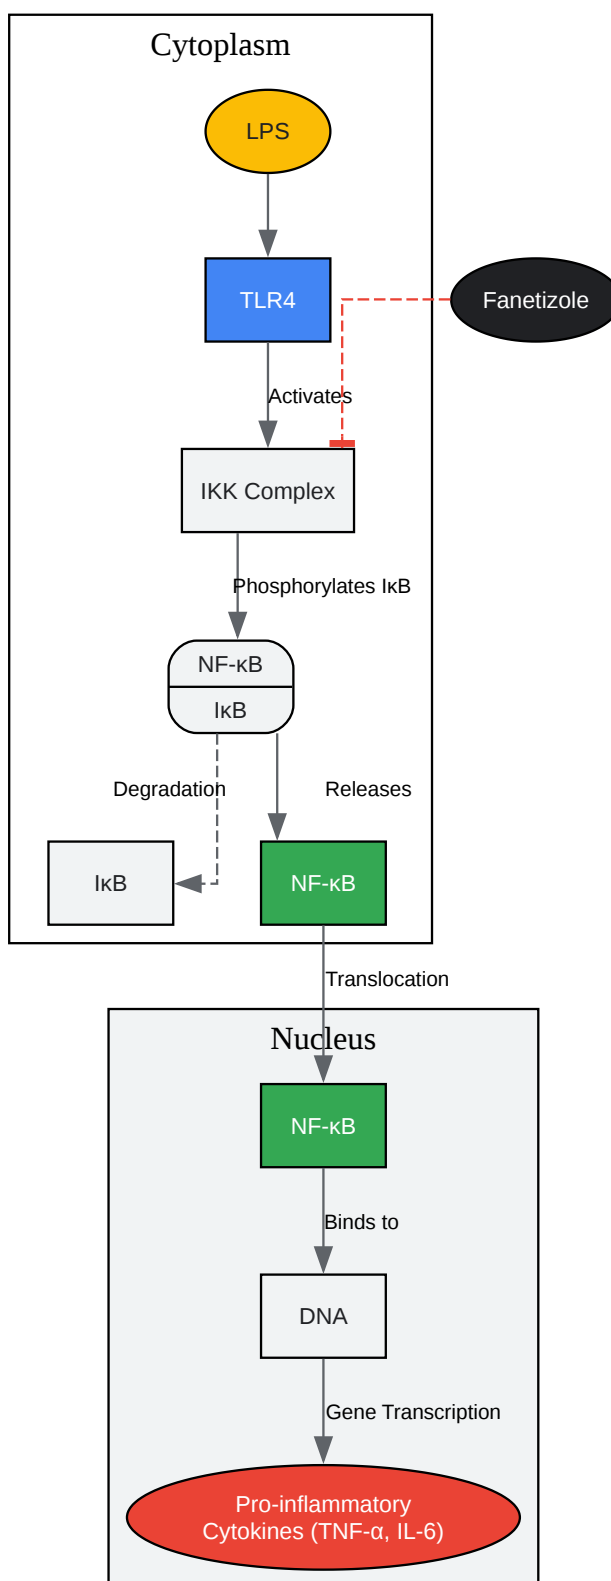 Cytoplasm
LPS
TLR4
Fanetizole
Activates
IKK Complex
Phosphorylates IκB
NF-κB
IκB
Degradation
Releases
IκB
NF-κB
Translocation
Nucleus
NF-κB
Binds to
DNA
Gene Transcription
Pro-inflammatory
Cytokines (TNF-α, IL-6)